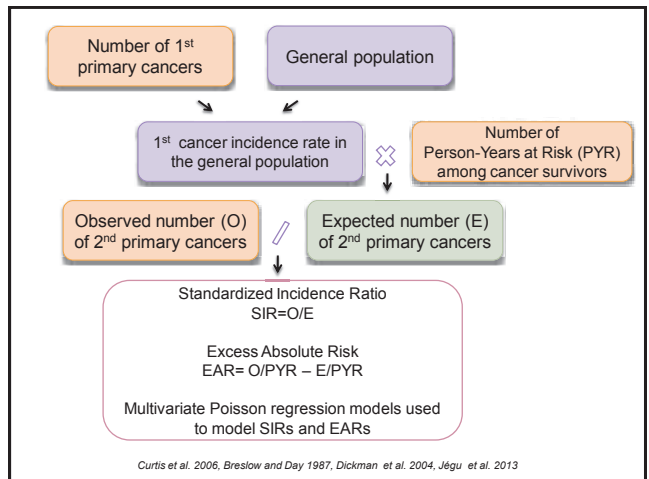 Number of 1st
primary cancers
General population
1st cancer incidence rate in
the general population
Number of
Person-Years at Risk (PYR)
among cancer survivors
Observed number (O)
of 2nd primary cancers
Expected number (E)
of 2nd primary cancers
Standardized Incidence Ratio
SIR=O/E
Excess Absolute Risk
EAR= O/PYR – E/PYR
Multivariate Poisson regression models used
to model SIRs and EARs
Curtis et al. 2006, Breslow and Day 1987, Dickman et al. 2004, Jégu et al. 2013